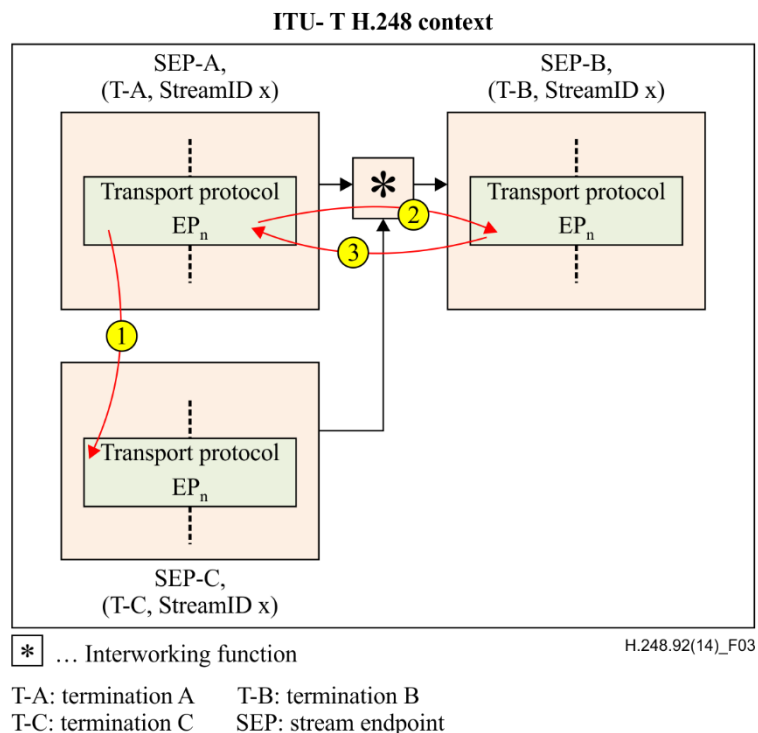 ITU- T H.248 context
SEP-A,
(T-A, StreamID x)
SEP-B,
(T-B, StreamID x)
Transport protocol
EPn
*
Transport protocol
EPn
2
3
1
Transport protocol
EPn
SEP-C,
(T-C, StreamID x)
* … Interworking function
H.248.92(14)_F03
T-A: termination A T-B: termination B
T-C: termination C SEP: stream endpoint